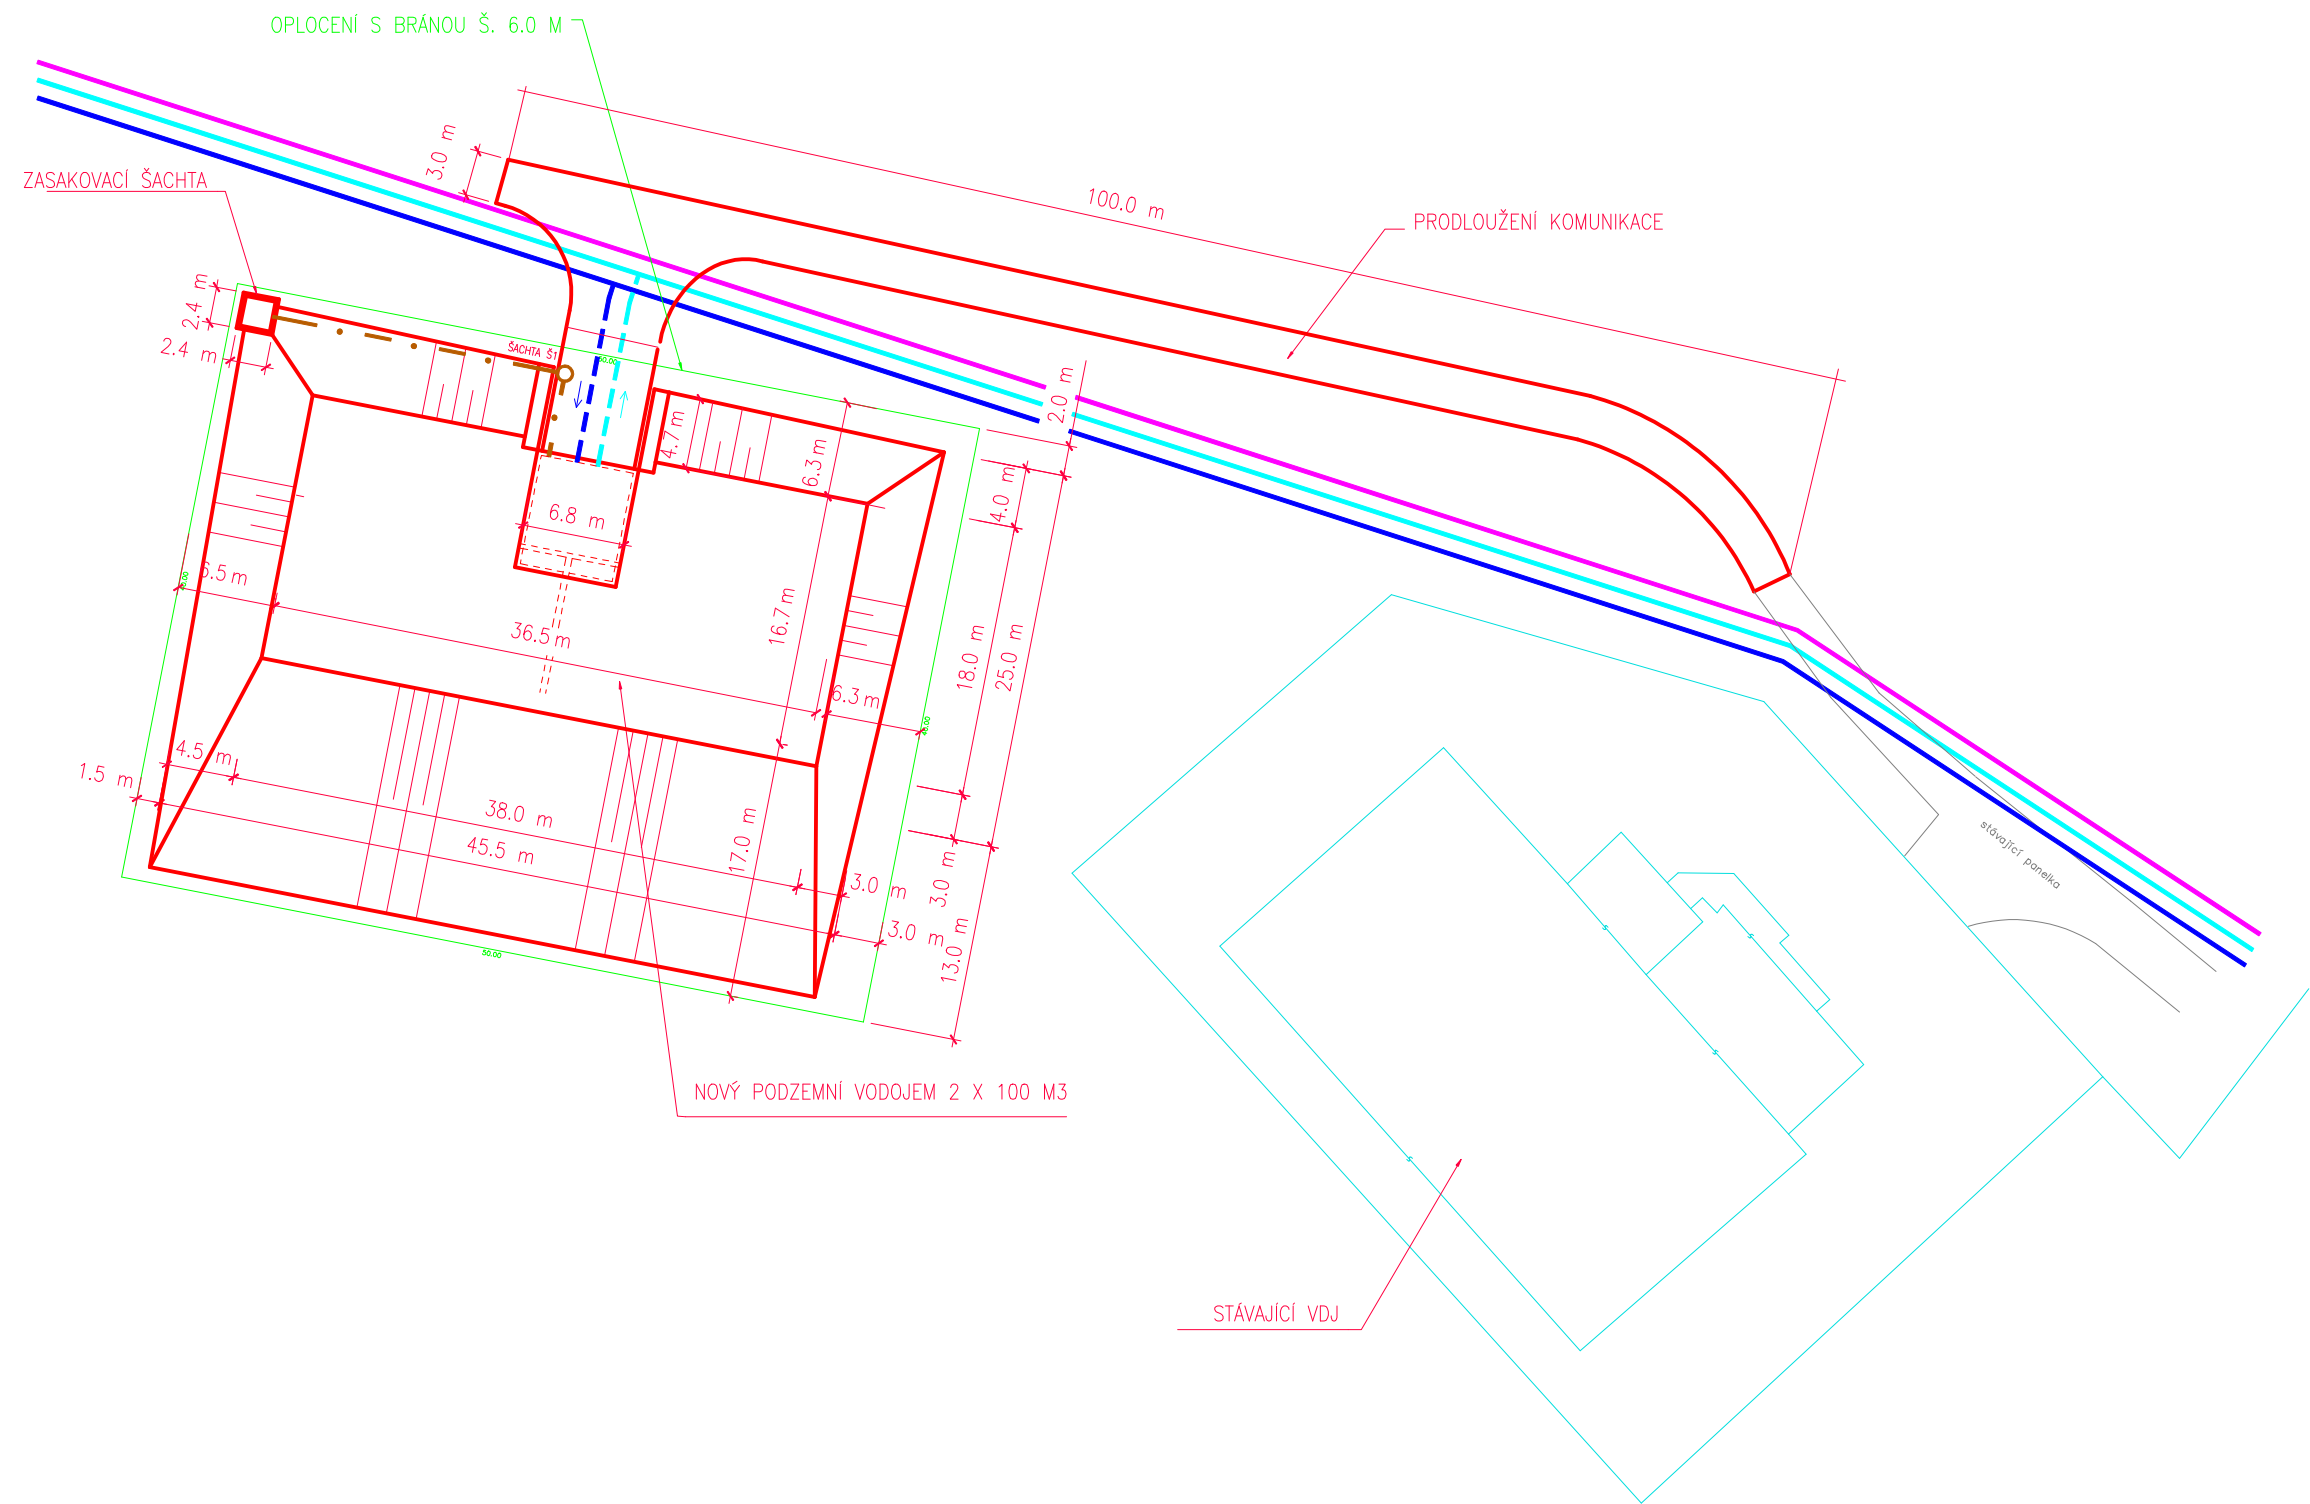 OPLOCENÍ S BRÁNOU Š. 6.0 M
3.0 m
100.0 m
ZASAKOVACÍ ŠACHTA
PRODLOUŽENÍ KOMUNIKACE
2.4 m
2.4 m
ŠACHTA Š1
2.0 m
4.7 m
6.3 m
4.0 m
6.8 m
6.5 m
36.5 m
16.7 m
18.0 m
25.0 m
6.3 m
4.5 m
1.5 m
38.0 m
45.5 m
17.0 m
3.0 m
3.0 m
3.0 m
13.0 m
50.00
stávající panelka
NOVÝ PODZEMNÍ VODOJEM 2 X 100 M3
STÁVAJÍCÍ VDJ